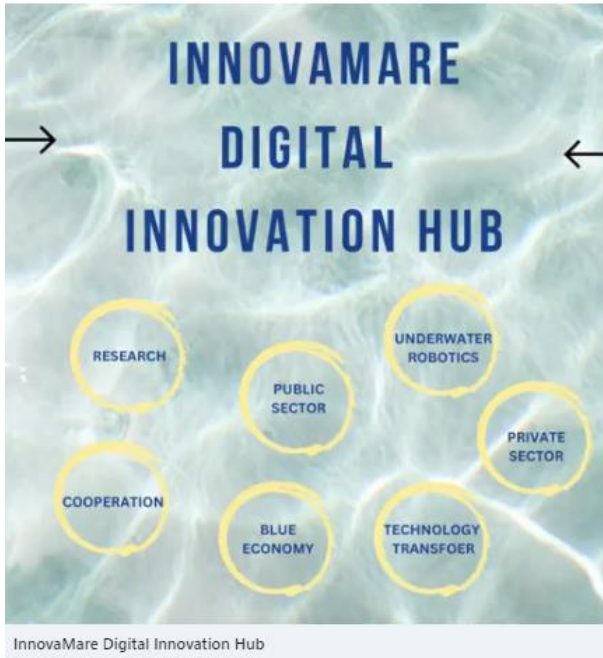 INNOVAMARE
DIGITAL
INNOVATION HUB
RESEARCH
UNDERWATER
ROBOTICS
PUBLIC
SECTOR
PRIVATE
SECTOR
COOPERATION
BLUE
ECONOMY
TECHNOLOGY
TRANSFOER
InnovaMare Digital Innovation Hub